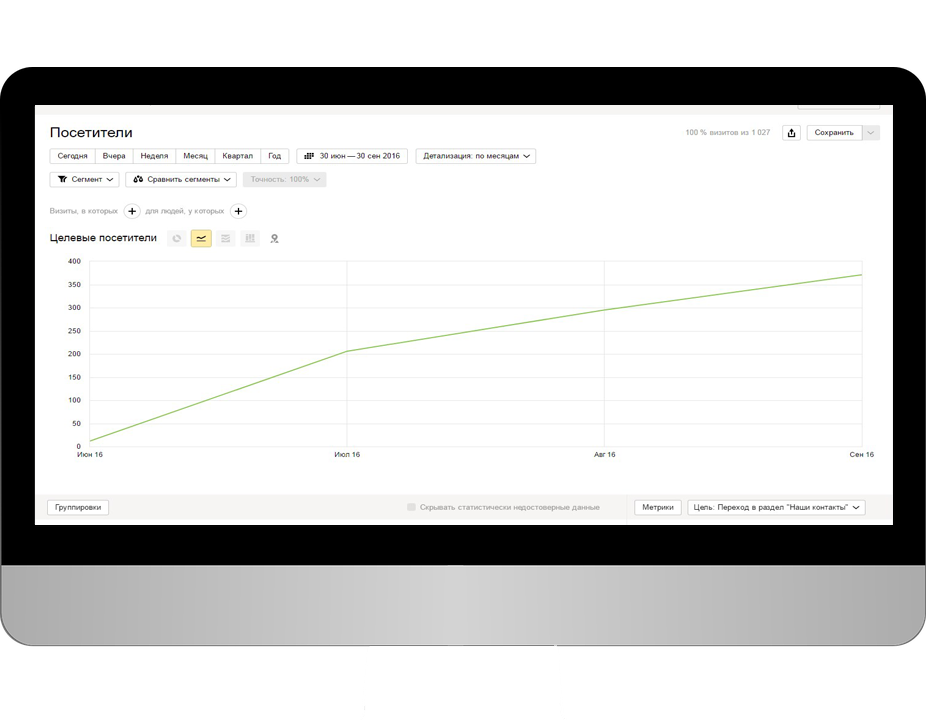 Посетители
100 % визитов из 1 027
Сохранить
Сегодня Вчера Неделя Месяц Квартал Год 30 июн — 30 сен 2016 Детализация: по месяцам
Сегмент Сравнить сегменты Точность: 100%
Визиты, в которых + для людей, у которых +
Целевые посетители
400
350
300
250
200
150
100
50
0
Июн 16 Июл 16 Авг 16 Сен 16
Группировки Скрывать статистически недостоверные данные Метрики Цель: Переход в раздел "Наши контакты"